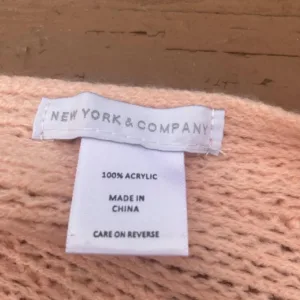 NEW YORK & COMPANY
100% ACRYLIC
MADE IN
CHINA
CARE ON REVERSE